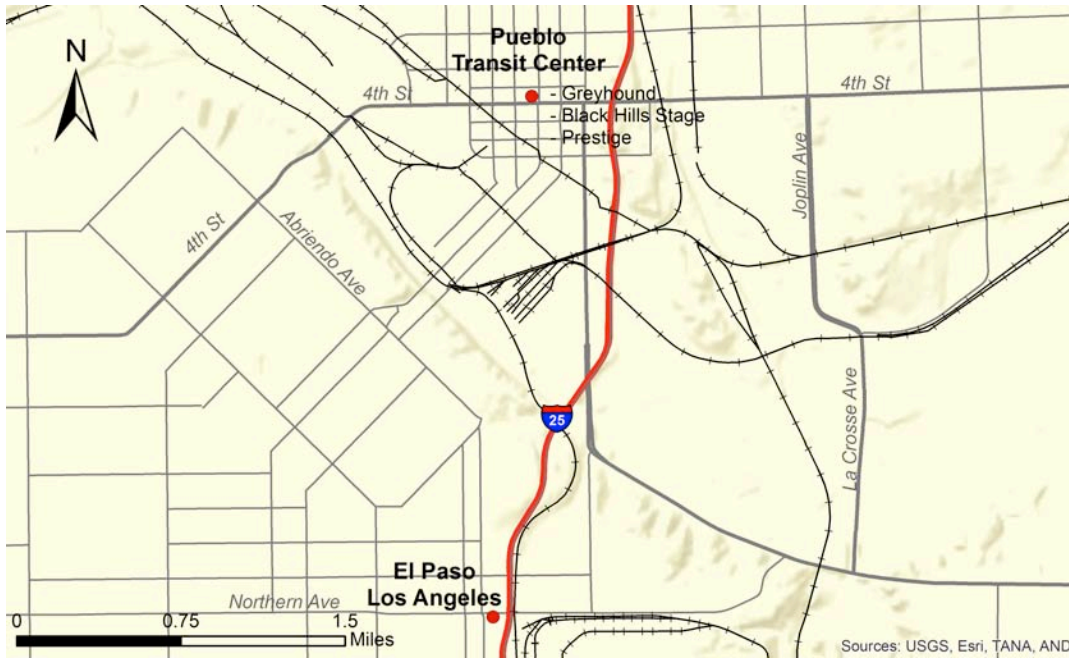 N
Pueblo
Transit Center
- Greyhound
- Black Hills Stage
- Prestige
4th St
4th St
4th St
Joplin Ave
Abriendo Ave
25
La Crosse Ave
El Paso
Los Angeles
Northern Ave
0 0.75 1.5
Miles
Sources: USGS, Esri, TANA, AND